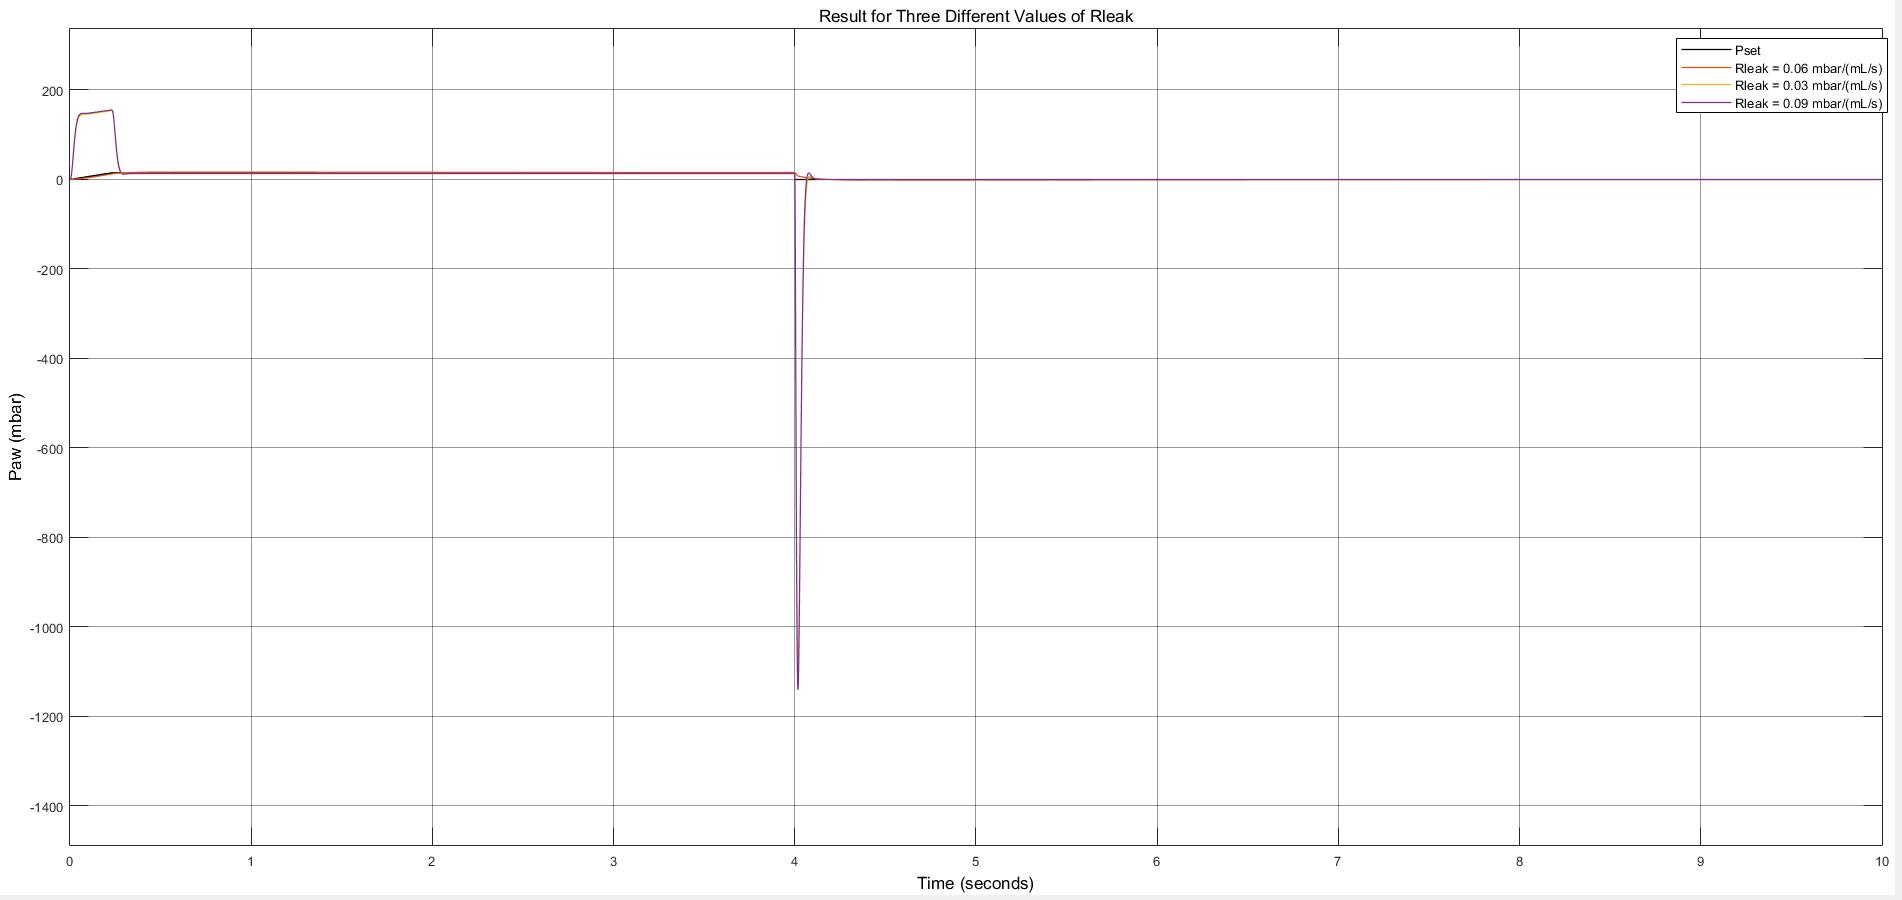 Result for Three Different Values of Rleak
Pset
Rleak = 0.06 mbar/(mL/s)
Rleak = 0.03 mbar/(mL/s)
Rleak = 0.09 mbar/(mL/s)
200
0
-200
-400
-600
-800
-1000
-1200
-1400
Paw (mbar)
0 1 2 3 4 5 6 7 8 9 10
Time (seconds)